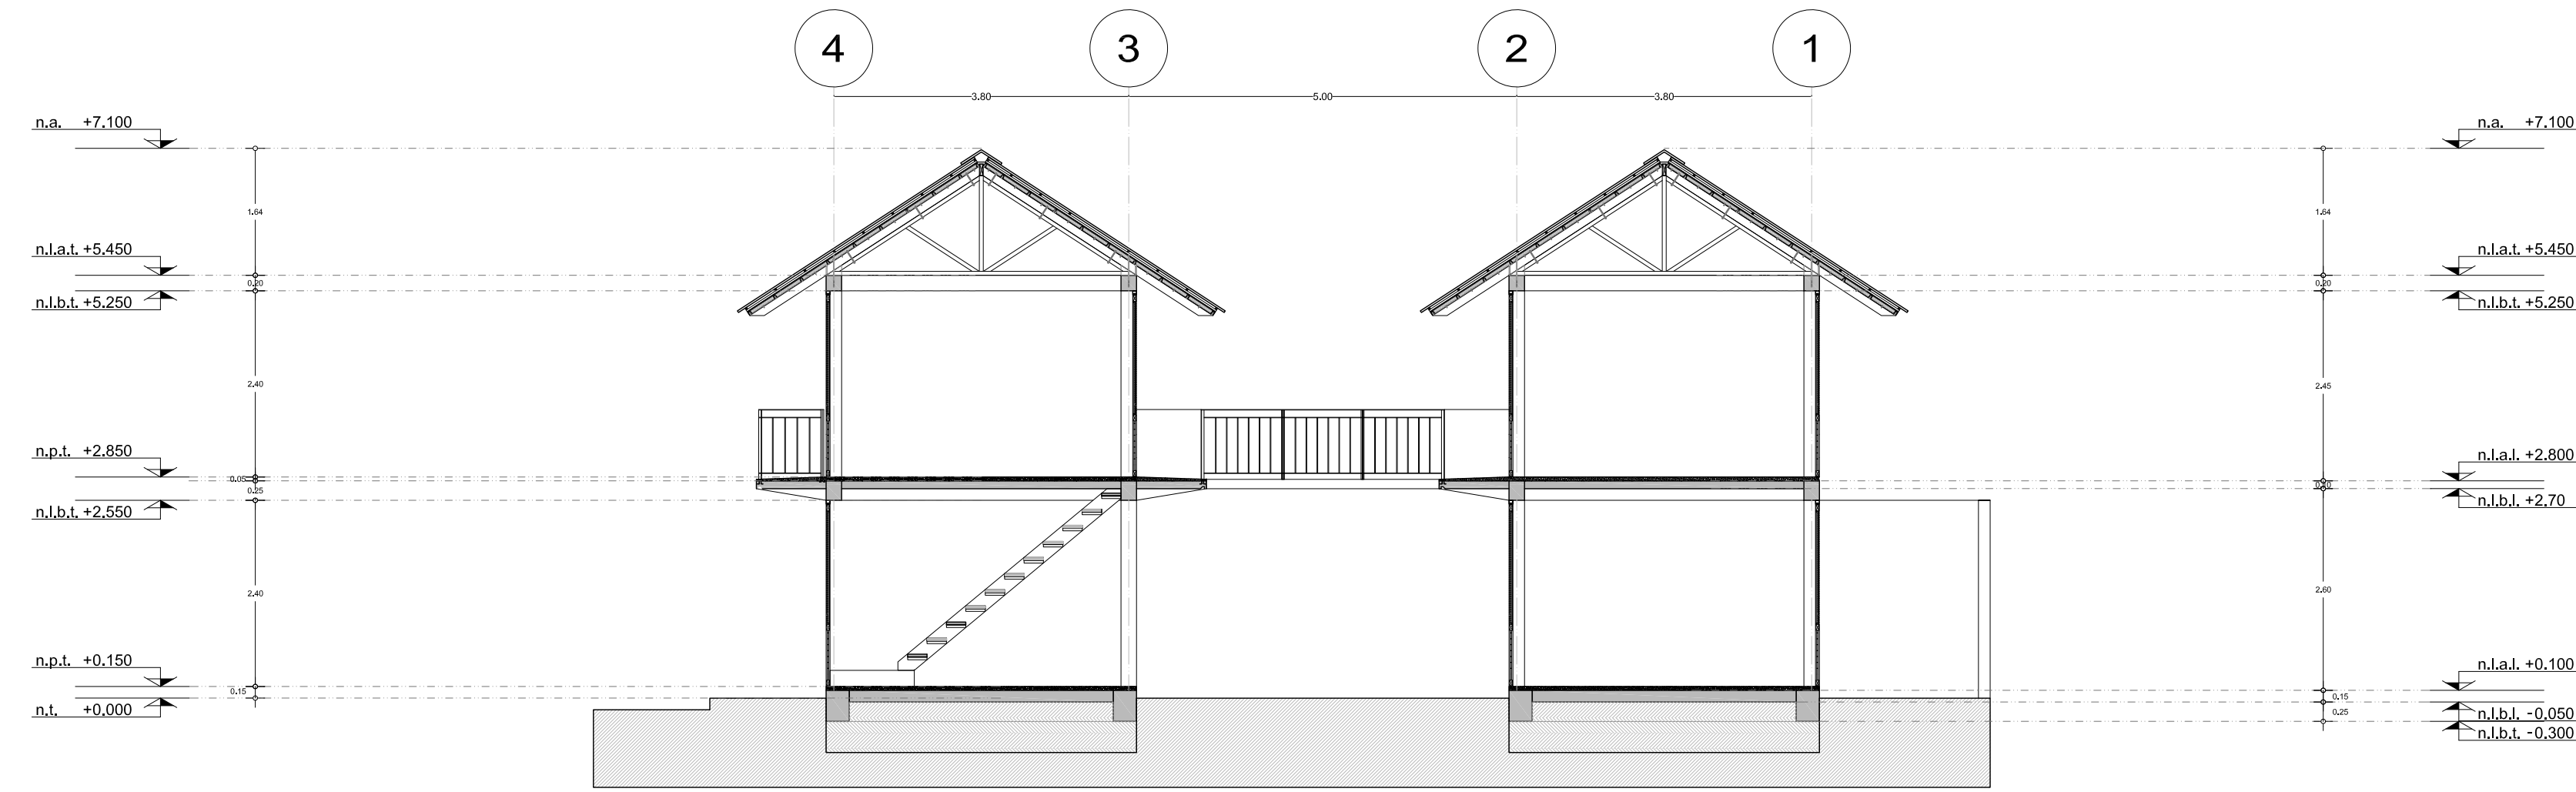 4 3 2 1
3.80 5.00 3.80
n.a. +7.100
n.a. +7.100
1.64
1.64
n.l.a.t. +5.450
n.l.a.t. +5.450
0.20
0.20
n.l.b.t. +5.250
n.l.b.t. +5.250
2.40
2.45
n.p.t. +2.850
n.l.a.l. +2.800
0.05
0.25
0.10
n.l.b.t. +2.550
n.l.b.l. +2.70
2.40
2.60
n.p.t. +0.150
n.l.a.l. +0.100
0.15
0.15
n.t. +0.000
0.25
n.l.b.l. -0.050
n.l.b.t. -0.300